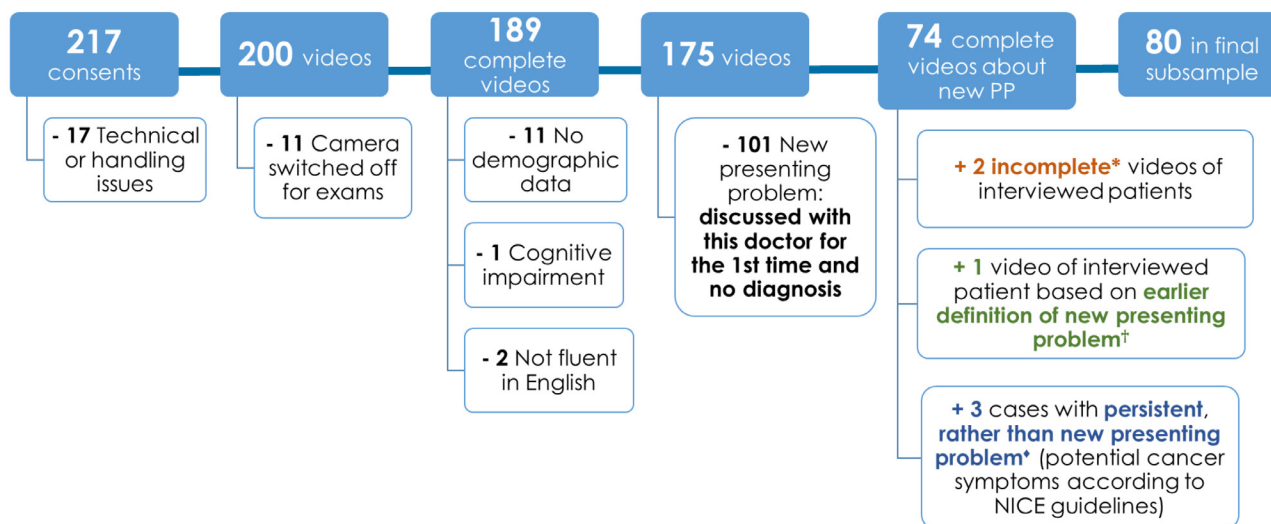 217
consents
200 videos
189
complete
videos
175 videos
74 complete
videos about
new PP
80 in final
subsample
- 17 Technical
or handling
issues
- 11 Camera
switched off
for exams
- 11 No
demographic
data
- 1 Cognitive
impairment
- 2 Not fluent
in English
- 101 New
presenting
problem:
discussed with
this doctor for
the 1st time and
no diagnosis
+ 2 incomplete* videos of
interviewed patients
+ 1 video of interviewed
patient based on earlier
definition of new presenting
problem†
+ 3 cases with persistent,
rather than new presenting
problem♦ (potential cancer
symptoms according to
NICE guidelines)